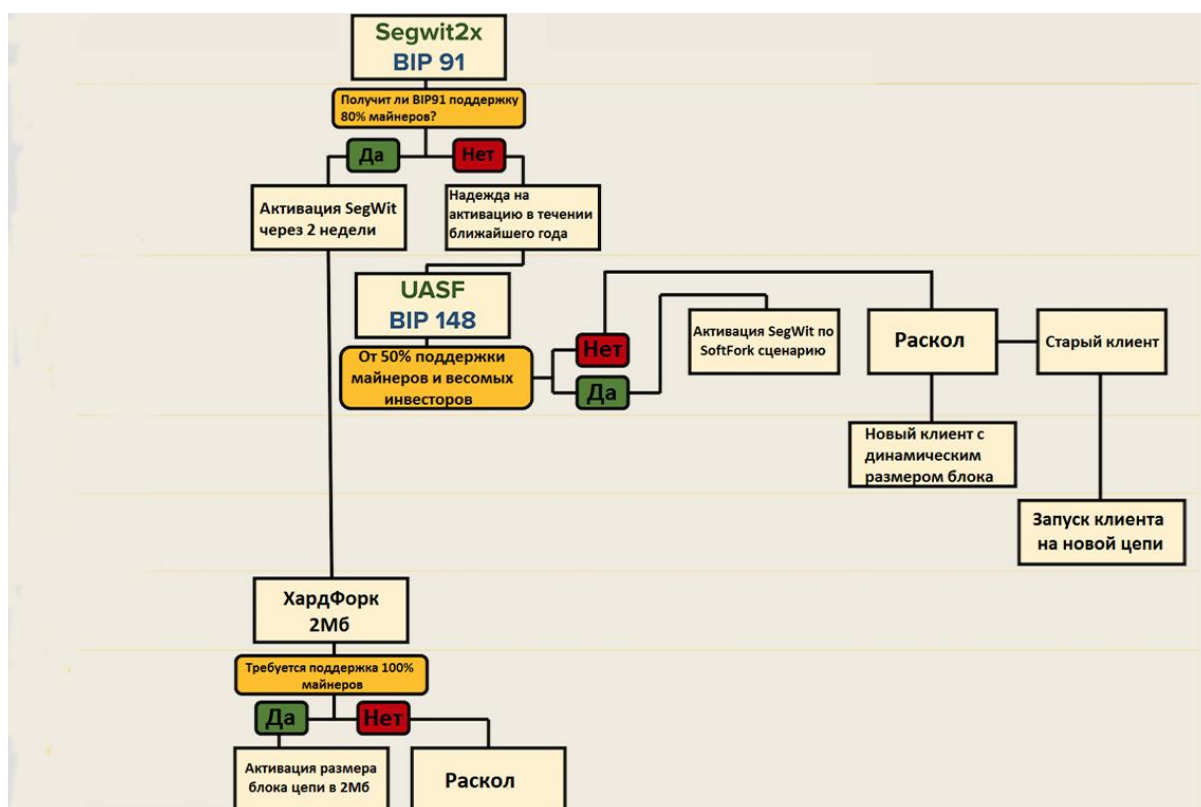 Segwit2x
BIP 91
Получит ли BIP91 поддержку
80% майнеров?
Да
Нет
Активация SegWit
через 2 недели
Надежда на
активацию в течении
ближайшего года
UASF
BIP 148
От 50% поддержки
майнеров и весомых
инвесторов
Нет
Да
Активация SegWit по
SoftFork сценарию
Раскол
Старый клиент
Новый клиент с
динамическим
размером блока
Запуск клиента
на новой цепи
ХардФорк
2Мб
Требуется поддержка 100%
майнеров
Да
Нет
Активация размера
блока цепи в 2Мб
Раскол